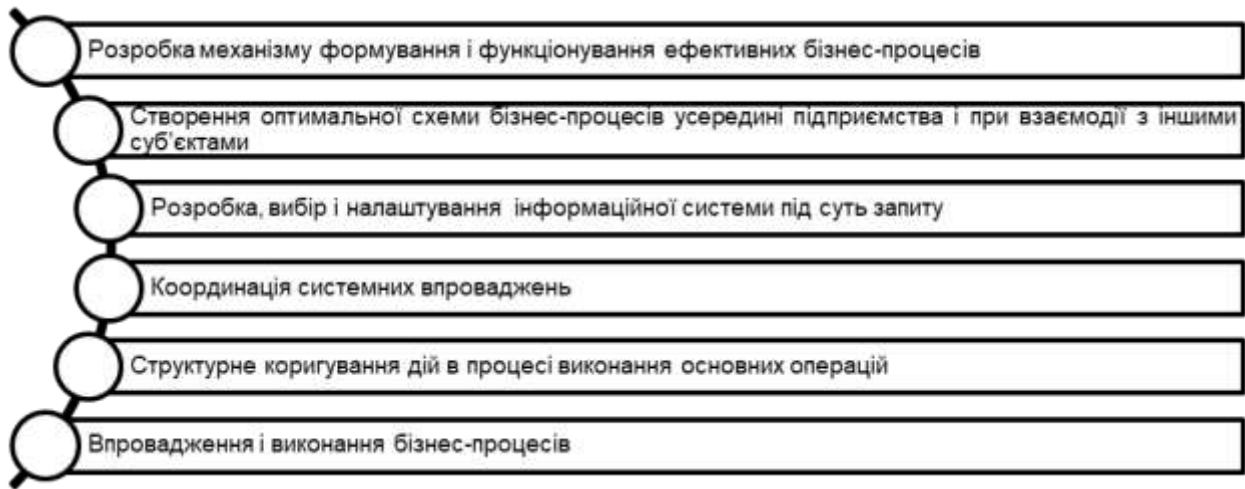 Розробка механізму формування і функціонування ефективних бізнес-процесів
Створення оптимальної схеми бізнес-процесів усередині підприємства і при взаємодії з іншими
суб’єктами
Розробка, вибір і налаштування інформаційної системи під суть запиту
Координація системних впроваджень
Структурне коригування дій в процесі виконання основних операцій
Впровадження і виконання бізнес-процесів